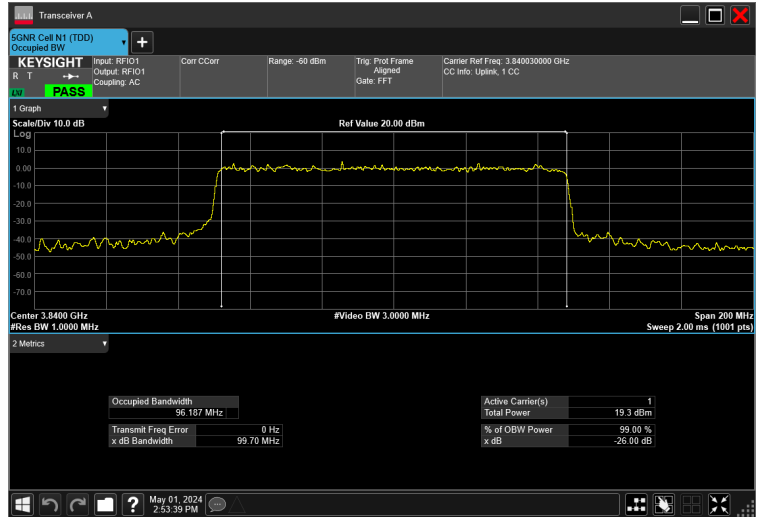 Transceiver A
5GNR Cell N1 (TDD)
Occupied BW
KEYSIGHT
R T
LXI
PASS
Input: RFIO1
Output: RFIO1
Coupling: AC
Corr CCorr
Range: -60 dBm
Trig: Prot Frame
Aligned
Gate: FFT
Carrier Ref Freq: 3.840030000 GHz
CC Info: Uplink, 1 CC
1 Graph
Scale/Div 10.0 dB
Ref Value 20.00 dBm
Log
10.0
0.00
-10.0
-20.0
-30.0
-40.0
-50.0
-60.0
-70.0
Center 3.8400 GHz
#Video BW 3.0000 MHz
Span 200 MHz
#Res BW 1.0000 MHz
Sweep 2.00 ms (1001 pts)
2 Metrics
Occupied Bandwidth
96.187 MHz
Transmit Freq Error 0 Hz
x dB Bandwidth 99.70 MHz
Active Carrier(s) 1
Total Power 19.3 dBm
% of OBW Power 99.00 %
x dB -26.00 dB
May 01, 2024
2:53:39 PM